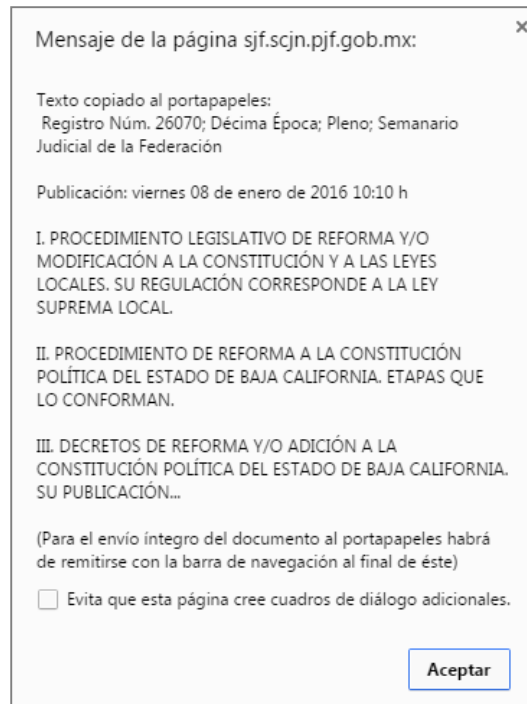 Mensaje de la página sjf.scjn.pjf.gob.mx:
Texto copiado al portapapeles:
Registro Núm. 26070; Décima Época; Pleno; Semanario
Judicial de la Federación
Publicación: viernes 08 de enero de 2016 10:10 h
I. PROCEDIMIENTO LEGISLATIVO DE REFORMA Y/O
MODIFICACIÓN A LA CONSTITUCIÓN Y A LAS LEYES
LOCALES. SU REGULACIÓN CORRESPONDE A LA LEY
SUPREMA LOCAL.
II. PROCEDIMIENTO DE REFORMA A LA CONSTITUCIÓN
POLÍTICA DEL ESTADO DE BAJA CALIFORNIA. ETAPAS QUE
LO CONFORMAN.
III. DECRETOS DE REFORMA Y/O ADICIÓN A LA
CONSTITUCIÓN POLÍTICA DEL ESTADO DE BAJA CALIFORNIA.
SU PUBLICACIÓN...
(Para el envío íntegro del documento al portapapeles habrá
de remitirse con la barra de navegación al final de éste)
Evita que esta página cree cuadros de diálogo adicionales.
Aceptar